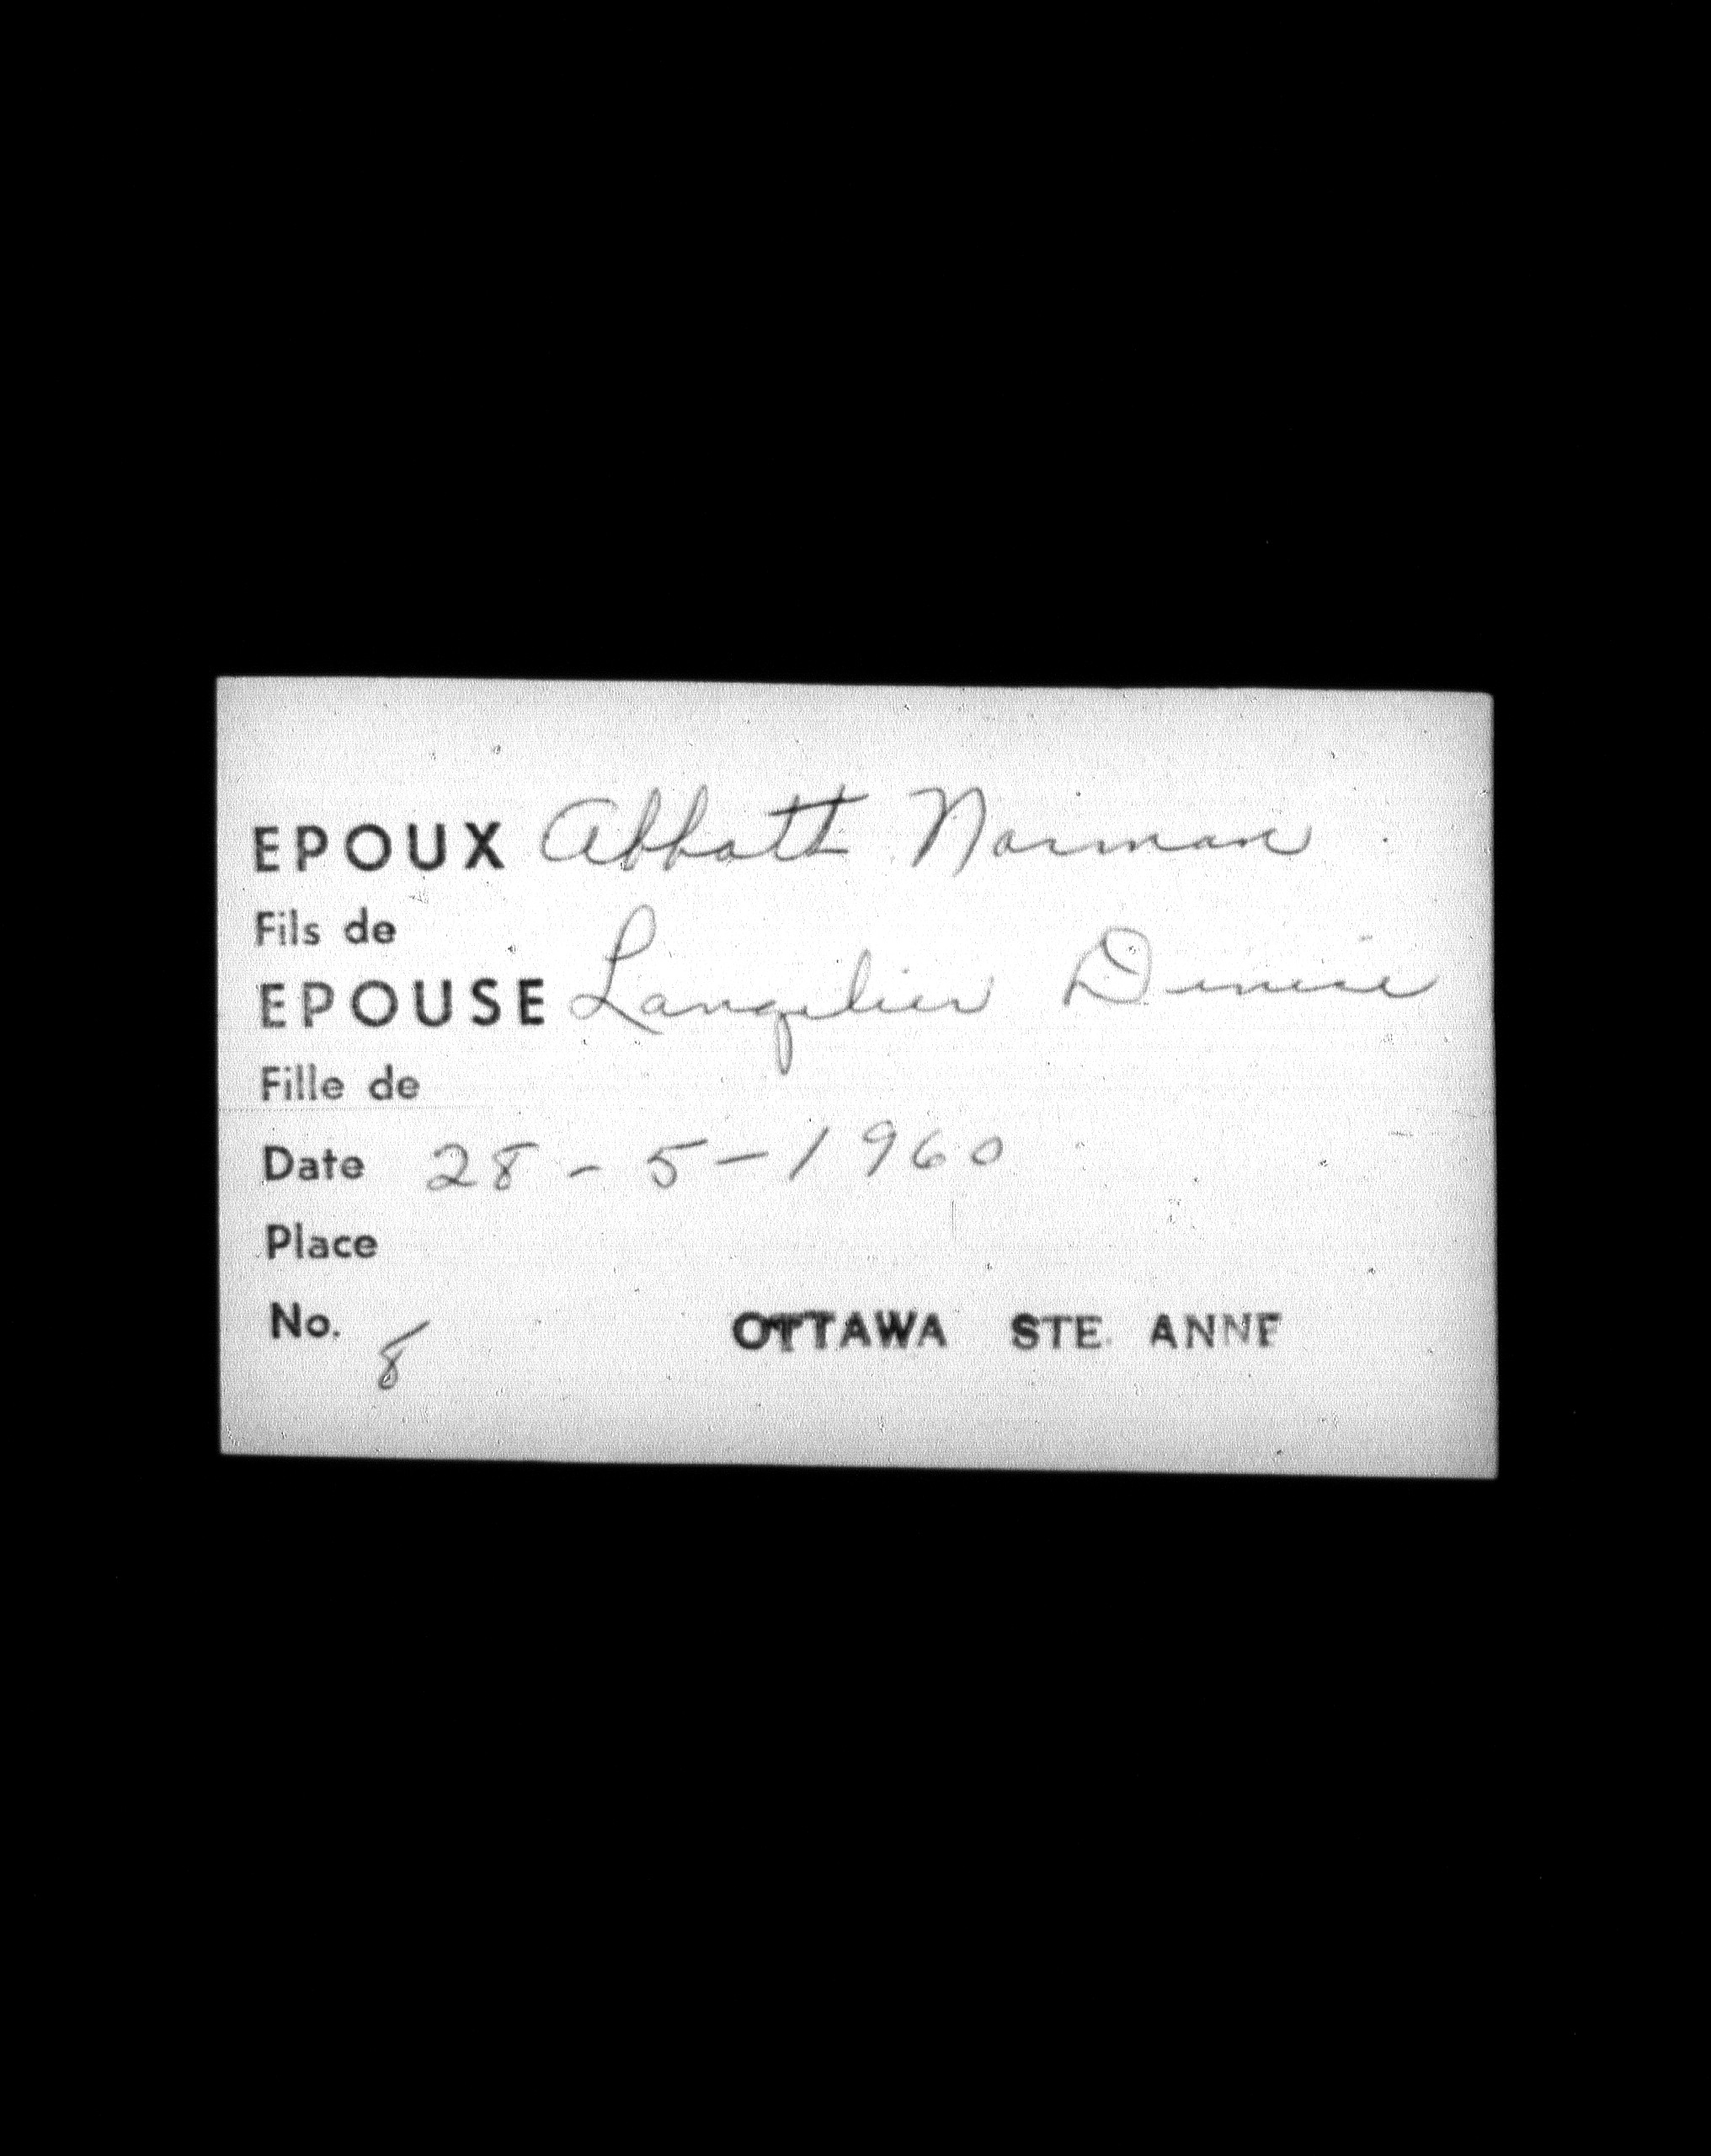 EPOUX Abbott Norman
Fils de
EPOUSE Langelier Denise
Fille de
Date 28-5-1960
Place
No. 8 OTTAWA STE. ANNE